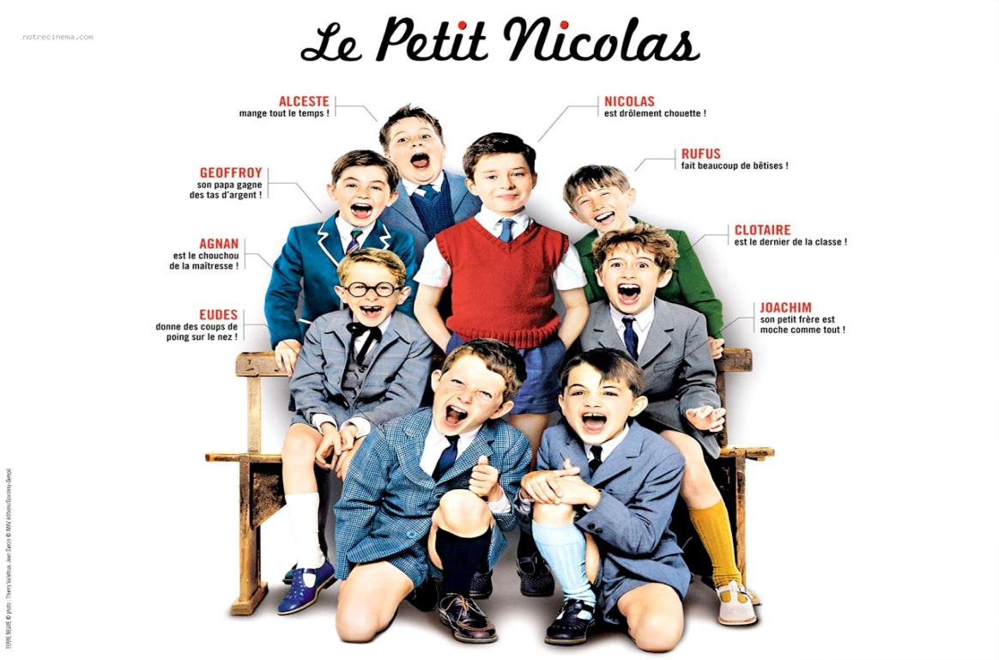 notrecinema.com
Le Petit Nicolas
ALCESTE
mange tout le temps !
NICOLAS
est drôlement chouette !
GEOFFROY
son papa gagne
des tas d'argent !
RUFUS
fait beaucoup de bêtises !
AGNAN
est le chouchou
de la maîtresse !
CLOTAIRE
est le dernier de la classe !
EUDES
donne des coups de
poing sur le nez !
JOACHIM
son petit frère est
moche comme tout !